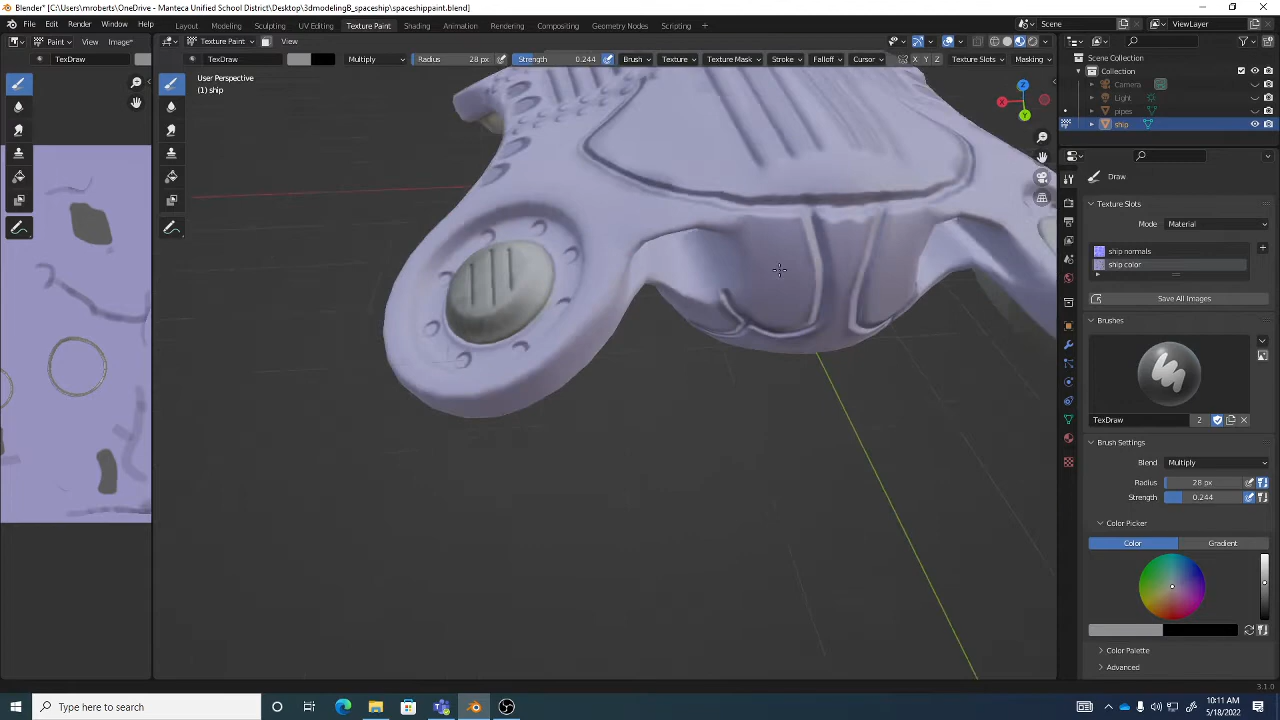 Blender* [C:\Users\mroberts\OneDrive - Manteca Unified School District\Desktop\3dmodelingB_spaceship\spaceshippaint.blend]
File Edit Render Window Help Layout Modeling Sculpting UV Editing Texture Paint Shading Animation Rendering Compositing Geometry Nodes Scripting + Scene ViewLayer
Paint View Image* Texture Paint View
TexDraw TexDraw Multiply Radius 28 px Strength 0.244 Brush Texture Texture Mask Stroke Falloff Cursor X Y Z Texture Slots Options
User Perspective
(1) ship
X
Z
Y
Scene Collection
Collection
Camera
Light
pipes
ship
Draw
Texture Slots
Mode Material
ship normals
ship color
Save All Images
Brushes
TexDraw 2
Brush Settings
Blend Multiply
Radius 28 px
Strength 0.244
Color Picker
Color Gradient
Color Palette
Advanced
3.1.0
Type here to search
10:11 AM
5/18/2022